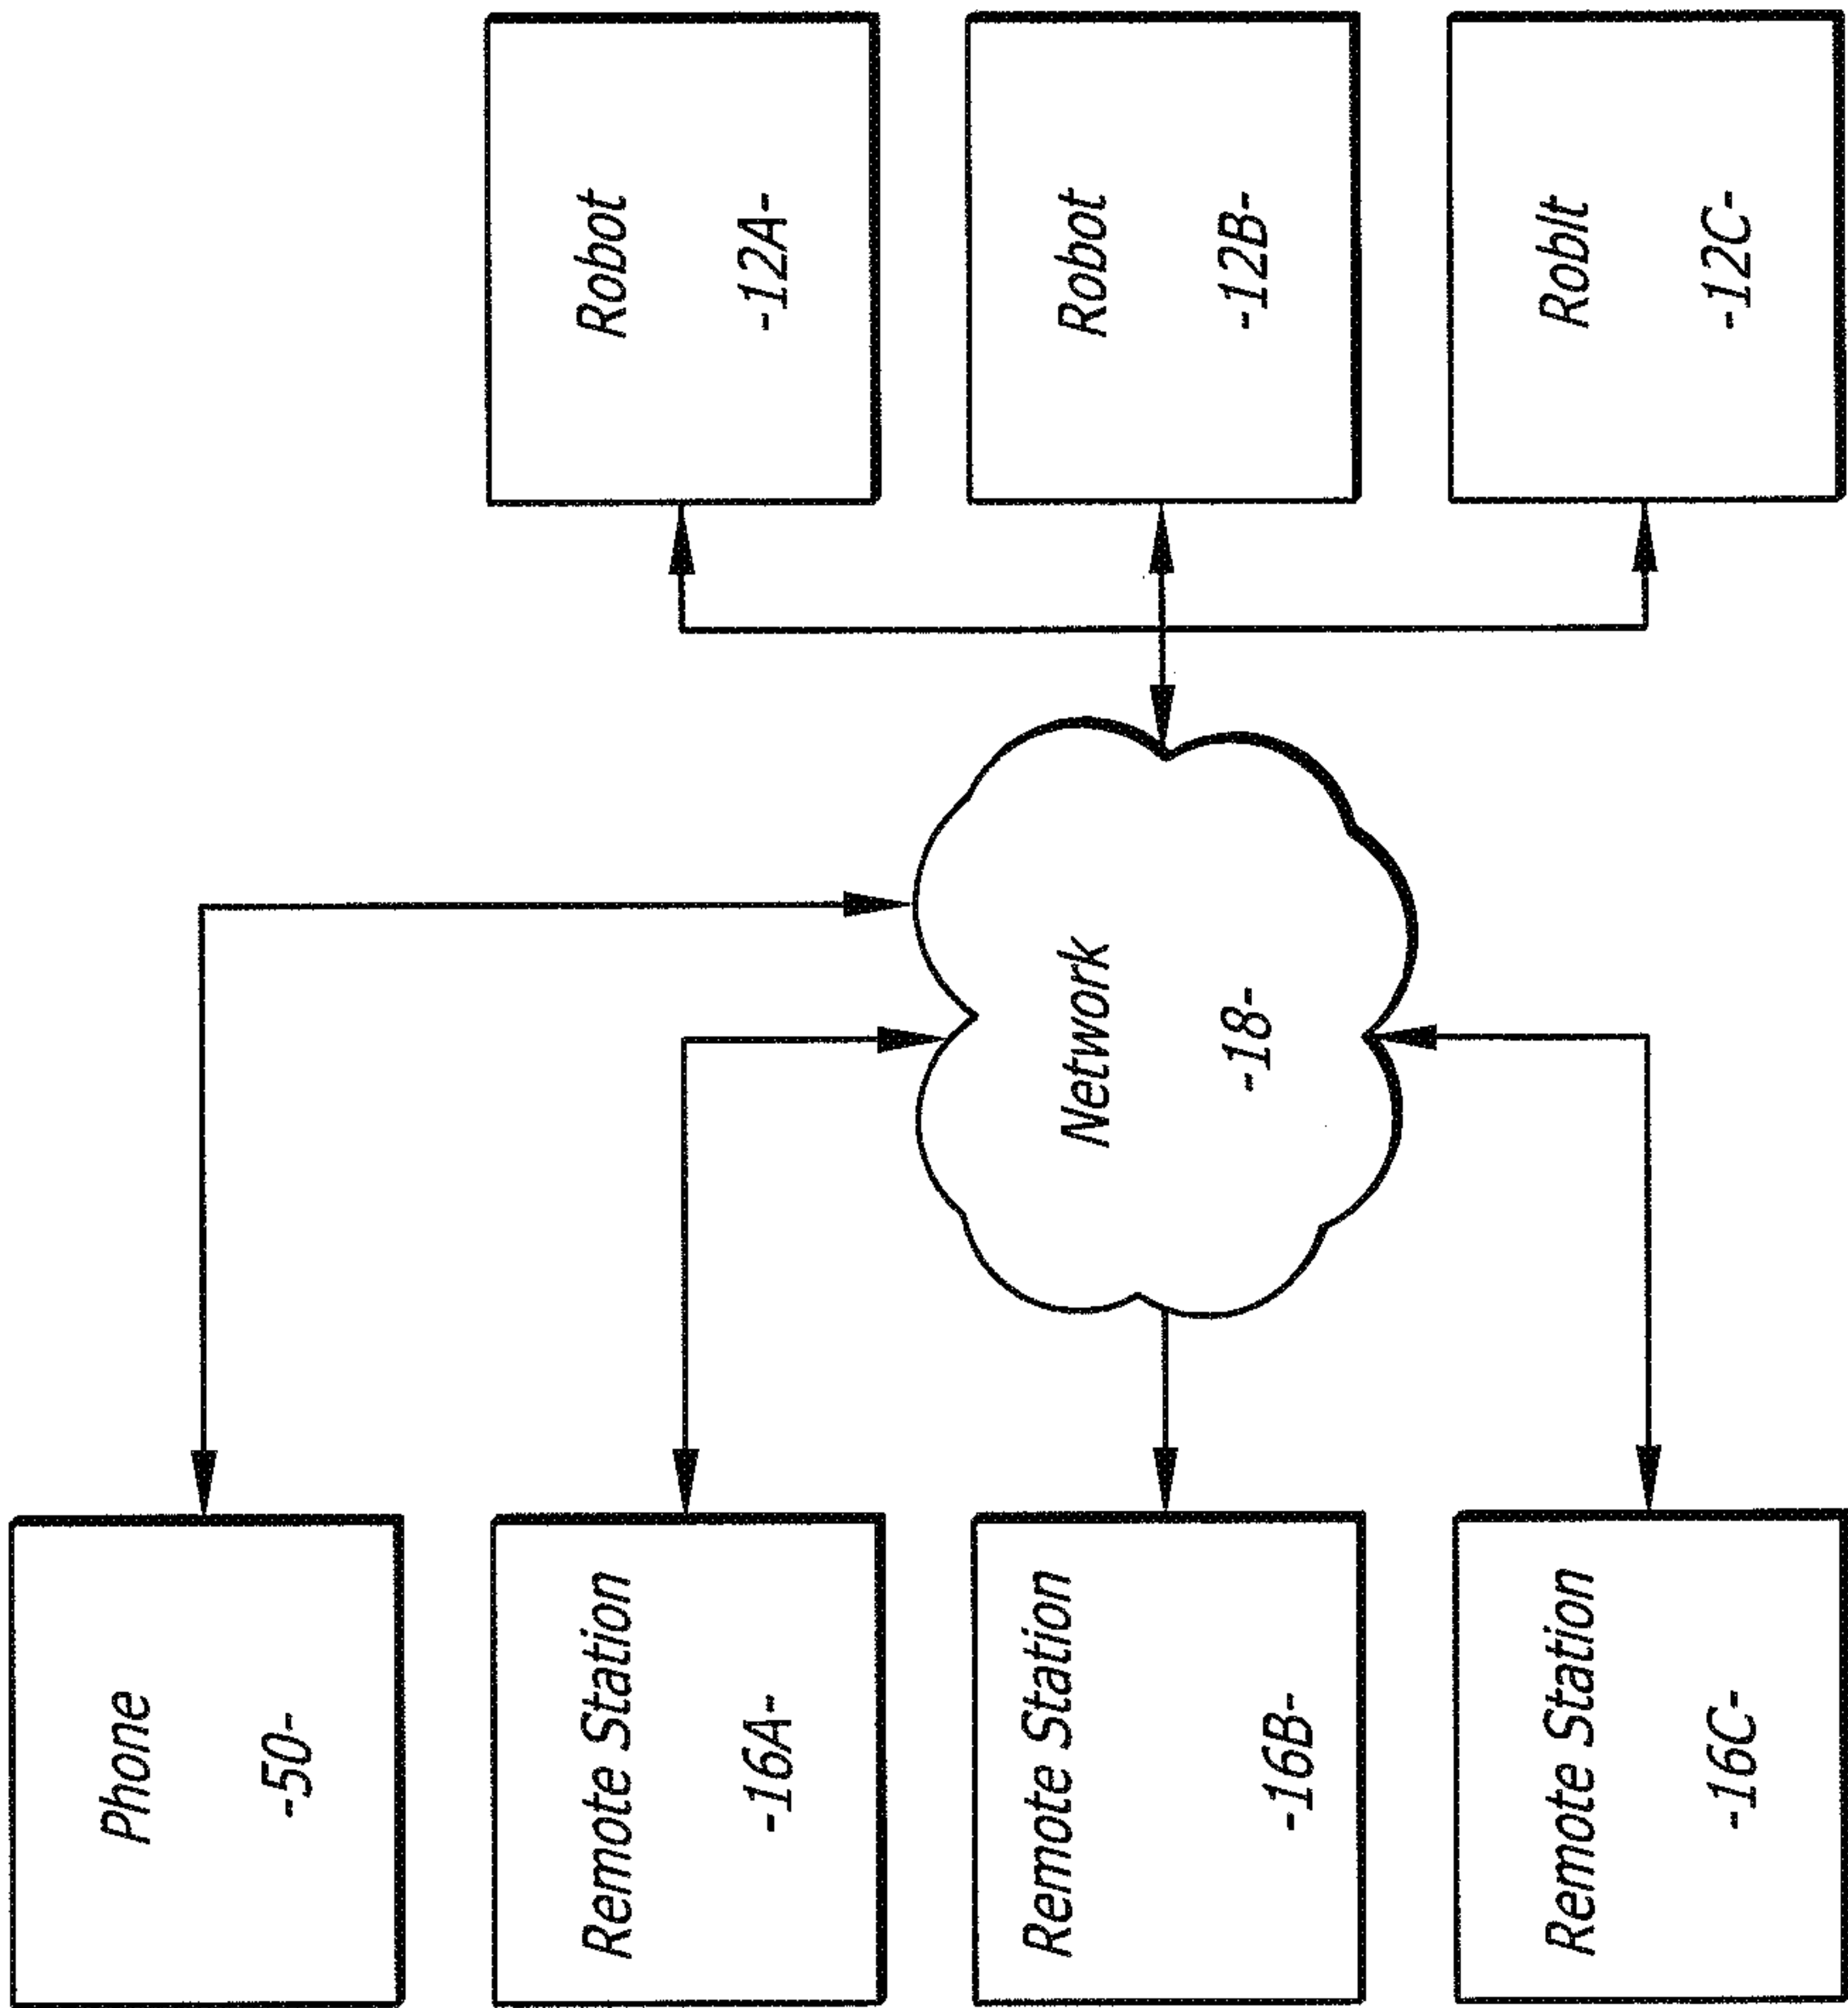 Phone
-50-
Remote Station
-16A-
Remote Station
-16B-
Remote Station
-16C-
Network
-18-
Robot
-12A-
Robot
-12B-
Roblt
-12C-